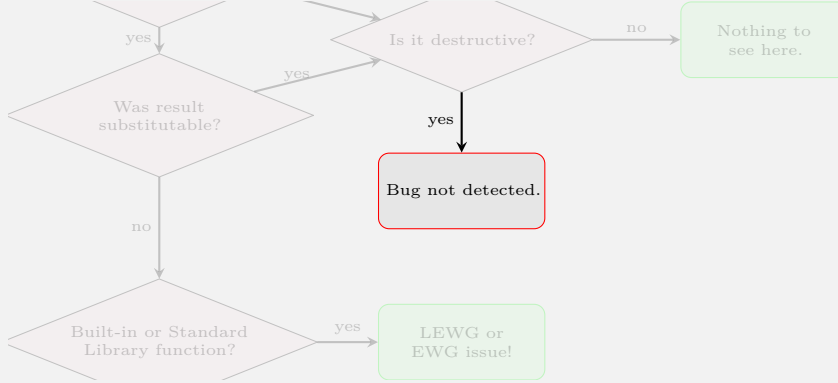 yes
Is it destructive?
no
Nothing to
see here.
yes
Was result
substitutable?
yes
Bug not detected.
no
Built-in or Standard
Library function?
yes
LEWG or
EWG issue!